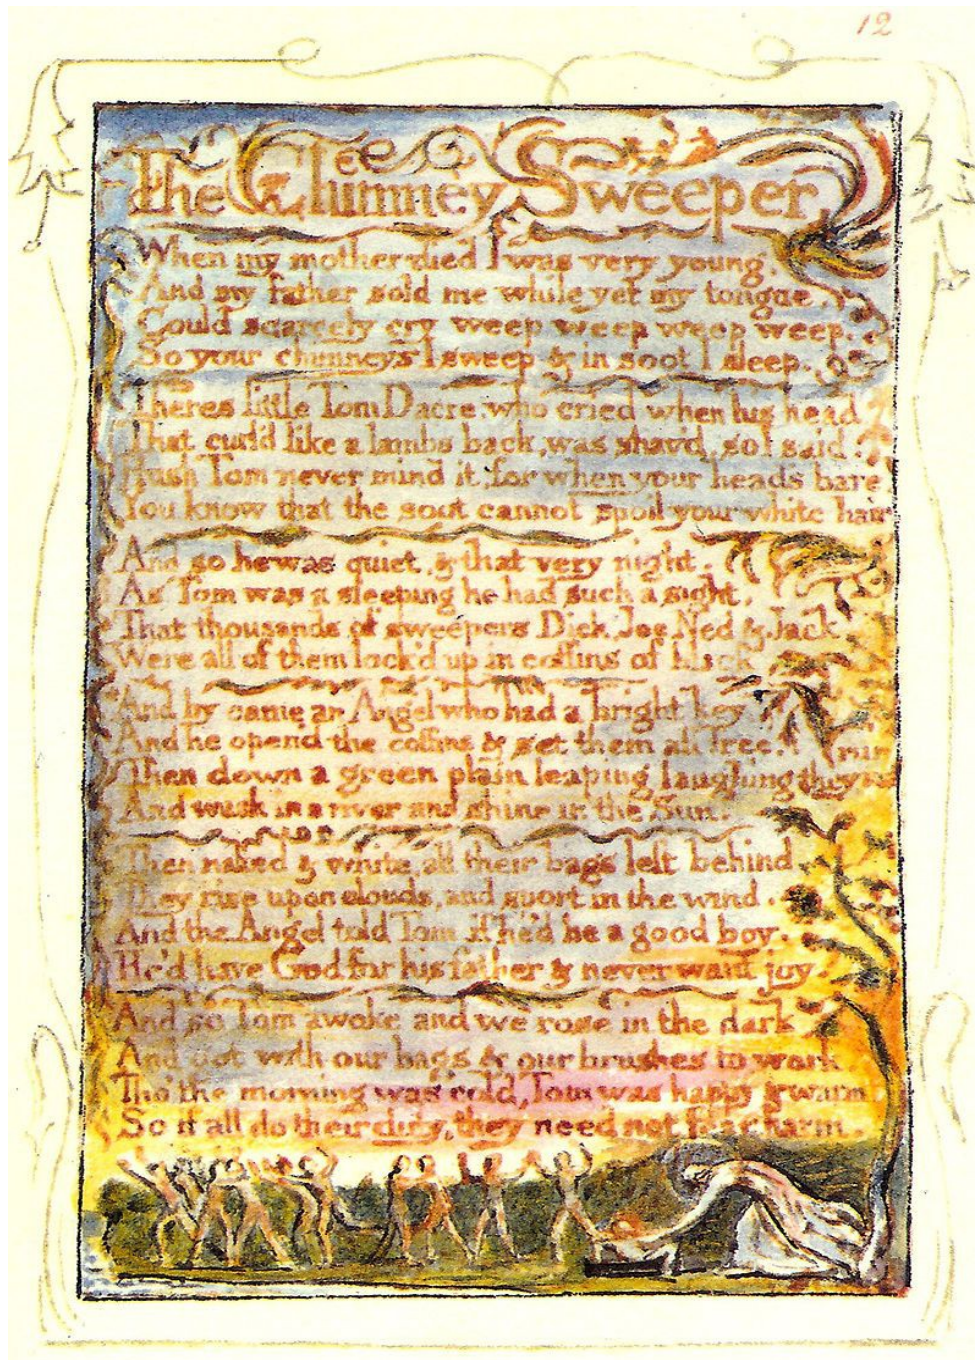 12
The Chimney Sweeper
When my mother died I was very young,
And my father sold me while yet my tongue,
Could scarcely cry weep weep weep weep.
So your chimneys I sweep & in soot I sleep.
Theres little Tom Dacre, who cried when his head
That curl'd like a lambs back, was shav'd, so I said.
Hush Tom never mind it, for when your head's bare,
You know that the soot cannot spoil your white hair
And so he was quiet, & that very night.
As Tom was a sleeping he had such a sight,
That thousands of sweepers Dick, Joe, Ned & Jack
Were all of them lock'd up in coffins of black
And by came an Angel who had a bright key
And he open'd the coffins & set them all free.
Then down a green plain leaping laughing they run
And wash in a river and shine in the Sun.
Then naked & white, all their bags left behind
They rise upon clouds, and sport in the wind.
And the Angel told Tom, if he'd be a good boy,
He'd have God for his father & never want joy.
And so Tom awoke and we rose in the dark
And got with our bags & our brushes to work
Tho' the morning was cold, Tom was happy & warm.
So if all do their duty, they need not fear harm.